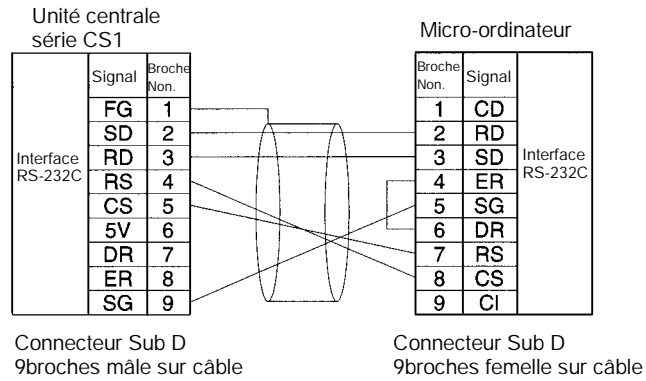 Unité centrale
série CS1
Micro-ordinateur
Signal Broche
Non.
Broche
Non. Signal
FG 1
SD 2
RD 3
RS 4
CS 5
5V 6
DR 7
ER 8
SG 9
Interface
RS-232C
1 CD
2 RD
3 SD
4 ER
5 SG
6 DR
7 RS
8 CS
9 CI
Interface
RS-232C
Connecteur Sub D
9broches mâle sur câble
Connecteur Sub D
9broches femelle sur câble